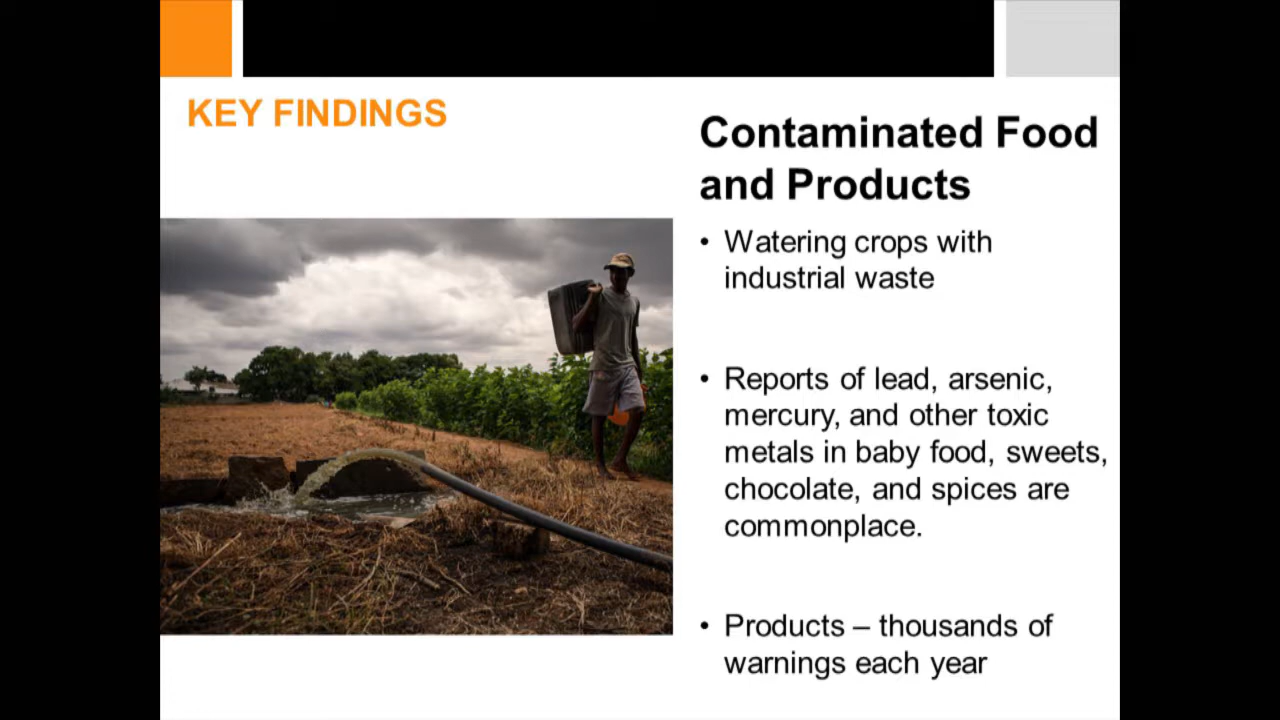 KEY FINDINGS
Contaminated Food
and Products
• Watering crops with
industrial waste
• Reports of lead, arsenic,
mercury, and other toxic
metals in baby food, sweets,
chocolate, and spices are
commonplace.
• Products – thousands of
warnings each year